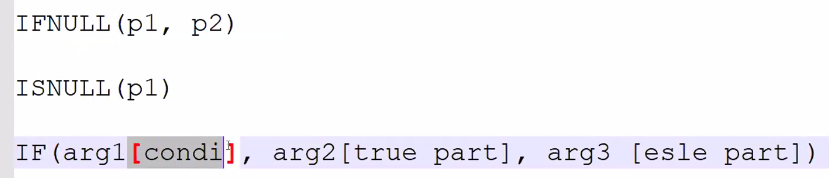 IFNULL(p1, p2)
ISNULL(p1)
IF(arg1[condi], arg2[true part], arg3 [esle part])